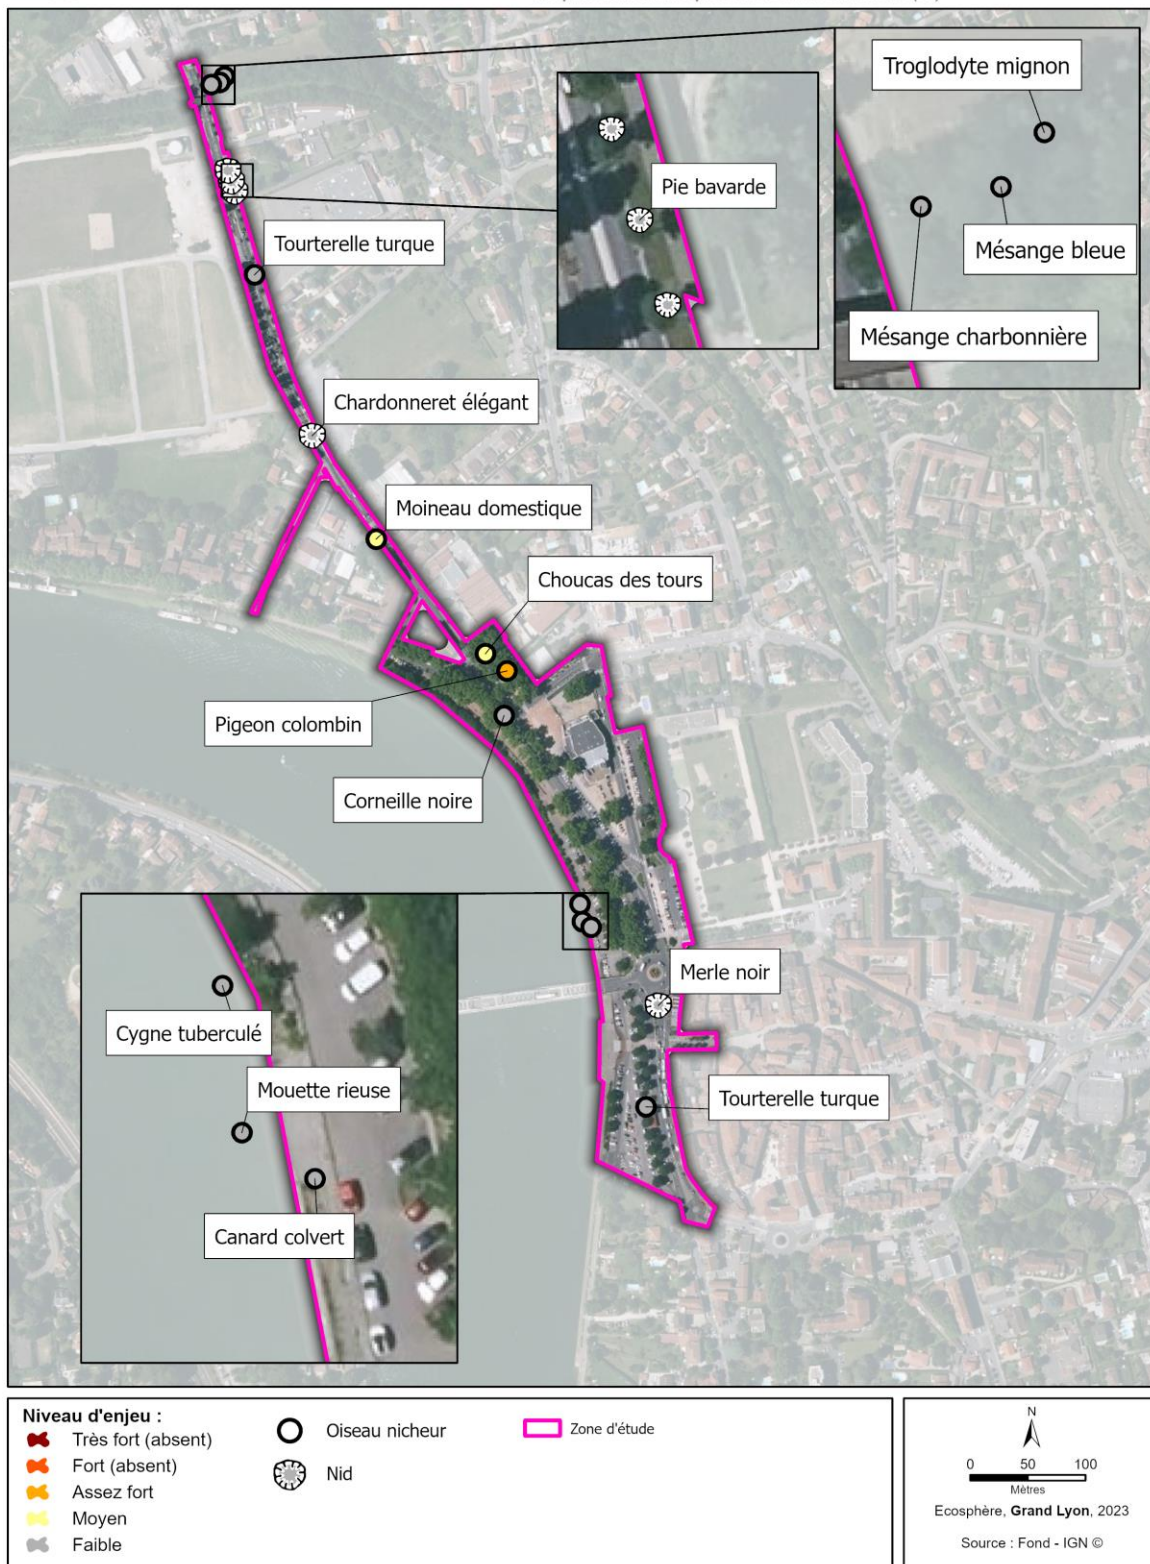 Troglodyte mignon
Pie bavarde
Mésange bleue
Mésange charbonnière
Tourterelle turque
Chardonneret élégant
Moineau domestique
Choucas des tours
Pigeon colombin
Corneille noire
Merle noir
Cygne tuberculé
Mouette rieuse
Tourterelle turque
Canard colvert
Niveau d'enjeu :
Très fort (absent)
Fort (absent)
Assez fort
Moyen
Faible
Oiseau nicheur
Nid
Zone d'étude
N
0 50 100
Mètres
Ecosphère, Grand Lyon, 2023
Source : Fond - IGN ©